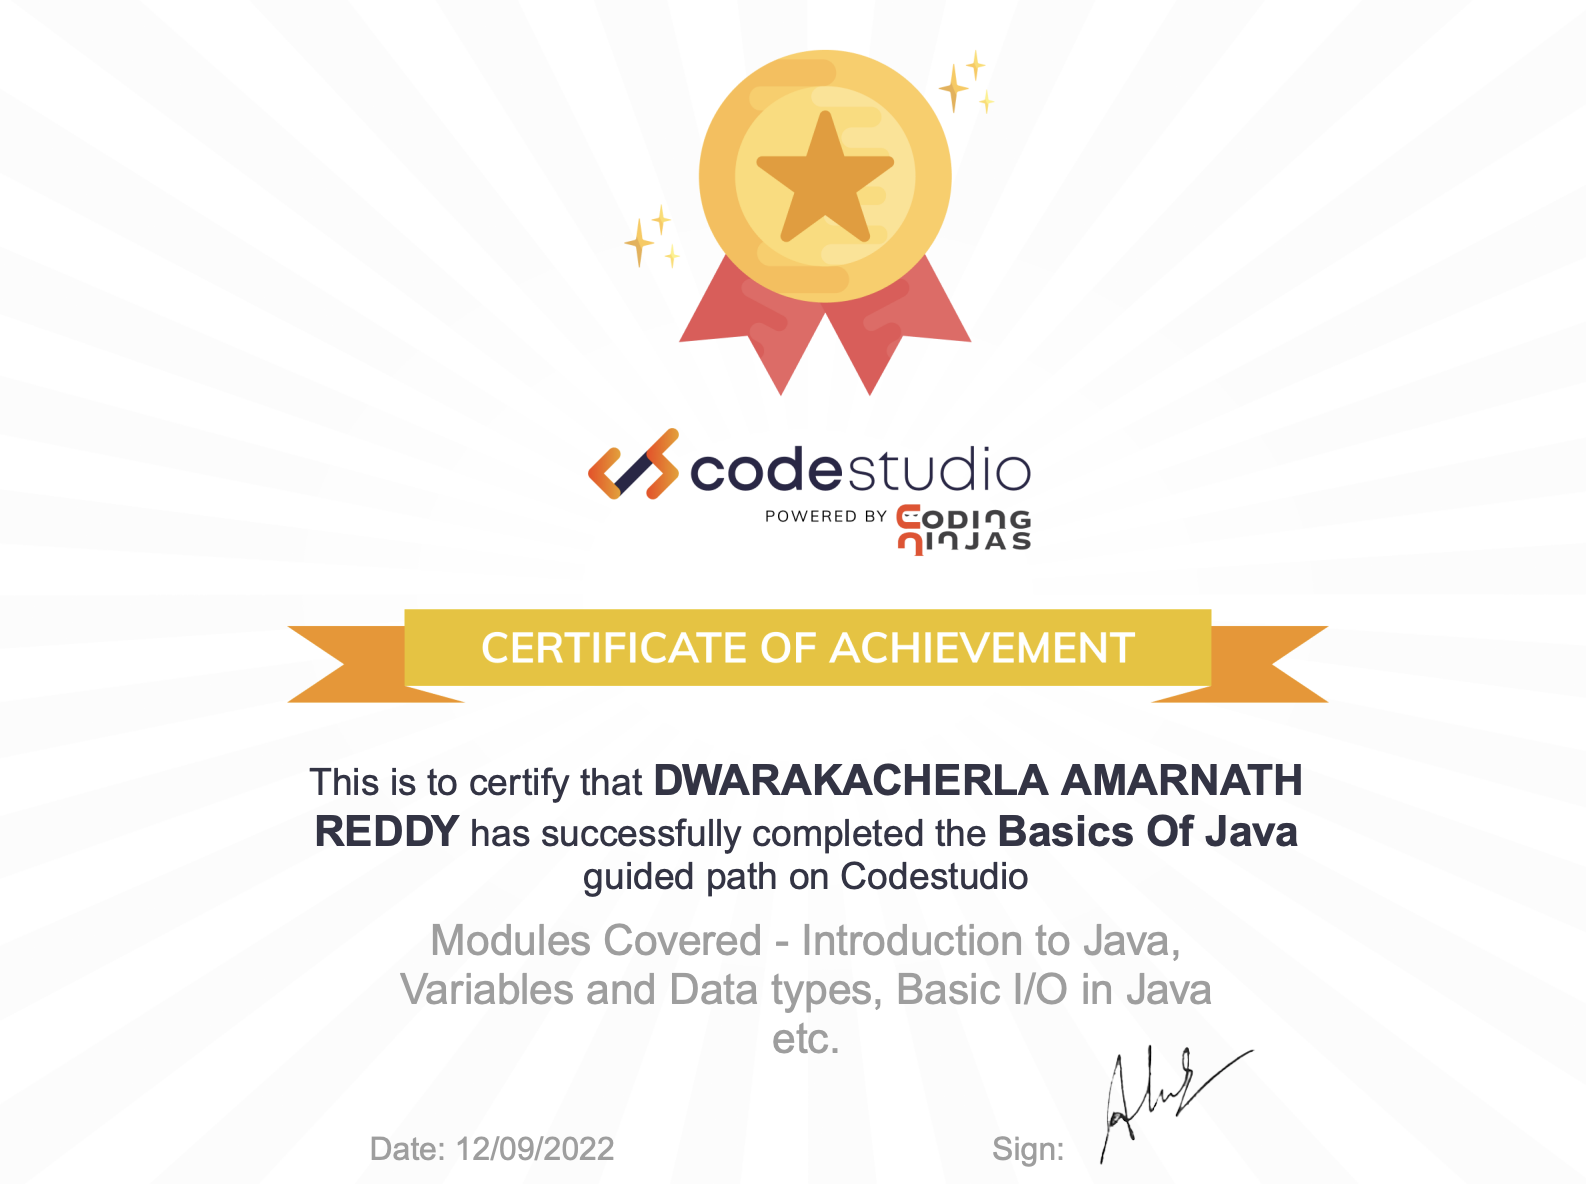 codestudio
POWERED BY CODING
NINJAS
CERTIFICATE OF ACHIEVEMENT
This is to certify that DWARAKACHERLA AMARNATH
REDDY has successfully completed the Basics Of Java
guided path on Codestudio
Modules Covered - Introduction to Java,
Variables and Data types, Basic I/O in Java
etc.
Date: 12/09/2022
Sign: